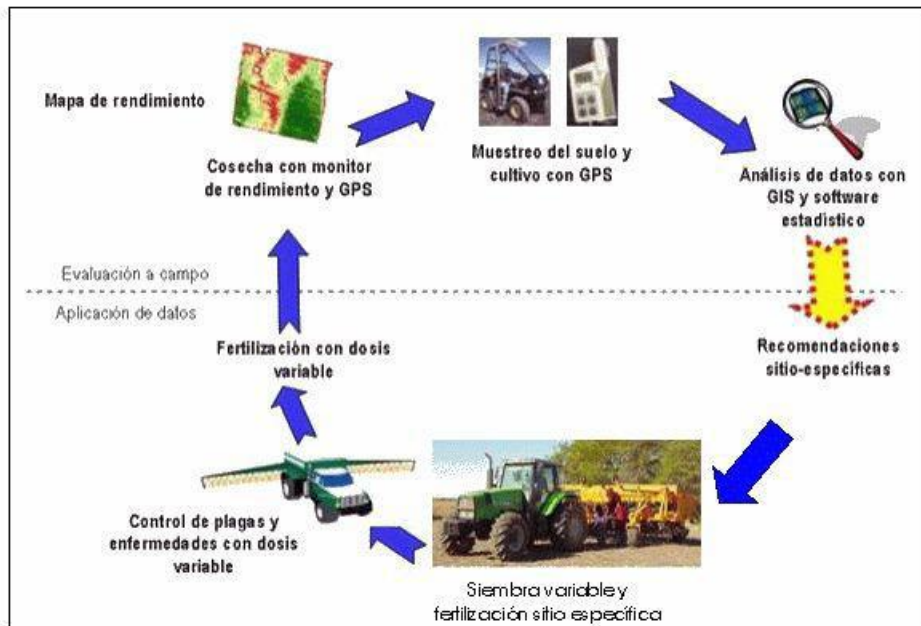 Mapa de rendimiento
Cosecha con monitor
de rendimiento y GPS
Muestreo del suelo y
cultivo con GPS
Análisis de datos con
GIS y software
estadístico
Evaluación a campo
Aplicación de datos
Recomendaciones
sitio-específicas
Fertilización con dosis
variable
Control de plagas y
enfermedades con dosis
variable
Siembra variable y
fertilización sitio específica